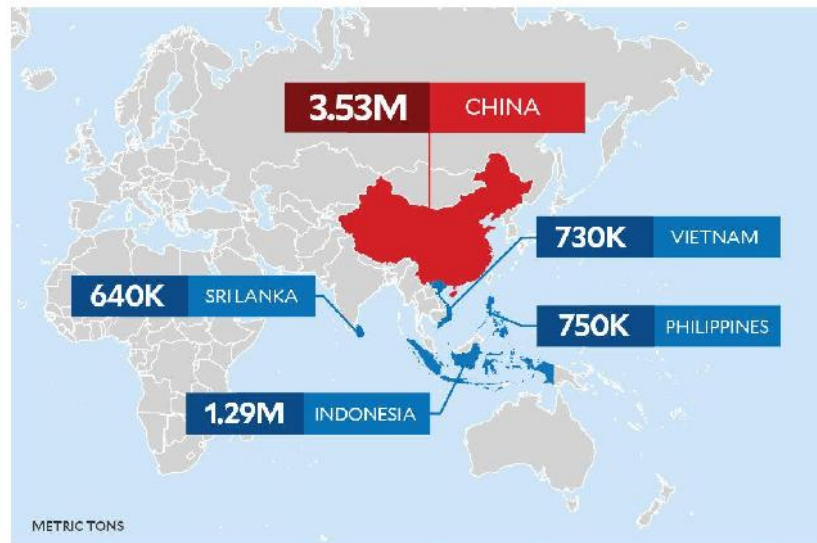 3.53M CHINA
730K VIETNAM
640K SRI LANKA
750K PHILIPPINES
1.29M INDONESIA
METRIC TONS